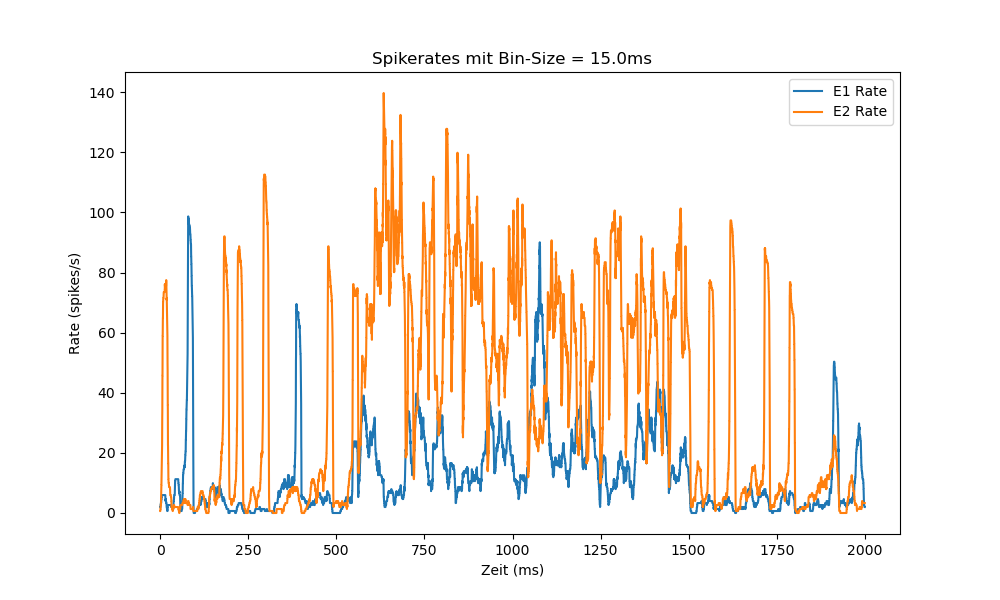 Spikerates mit Bin-Size = 15.0ms
E1 Rate
E2 Rate
140
120
100
80
60
40
20
0
Rate (spikes/s)
0 250 500 750 1000 1250 1500 1750 2000
Zeit (ms)